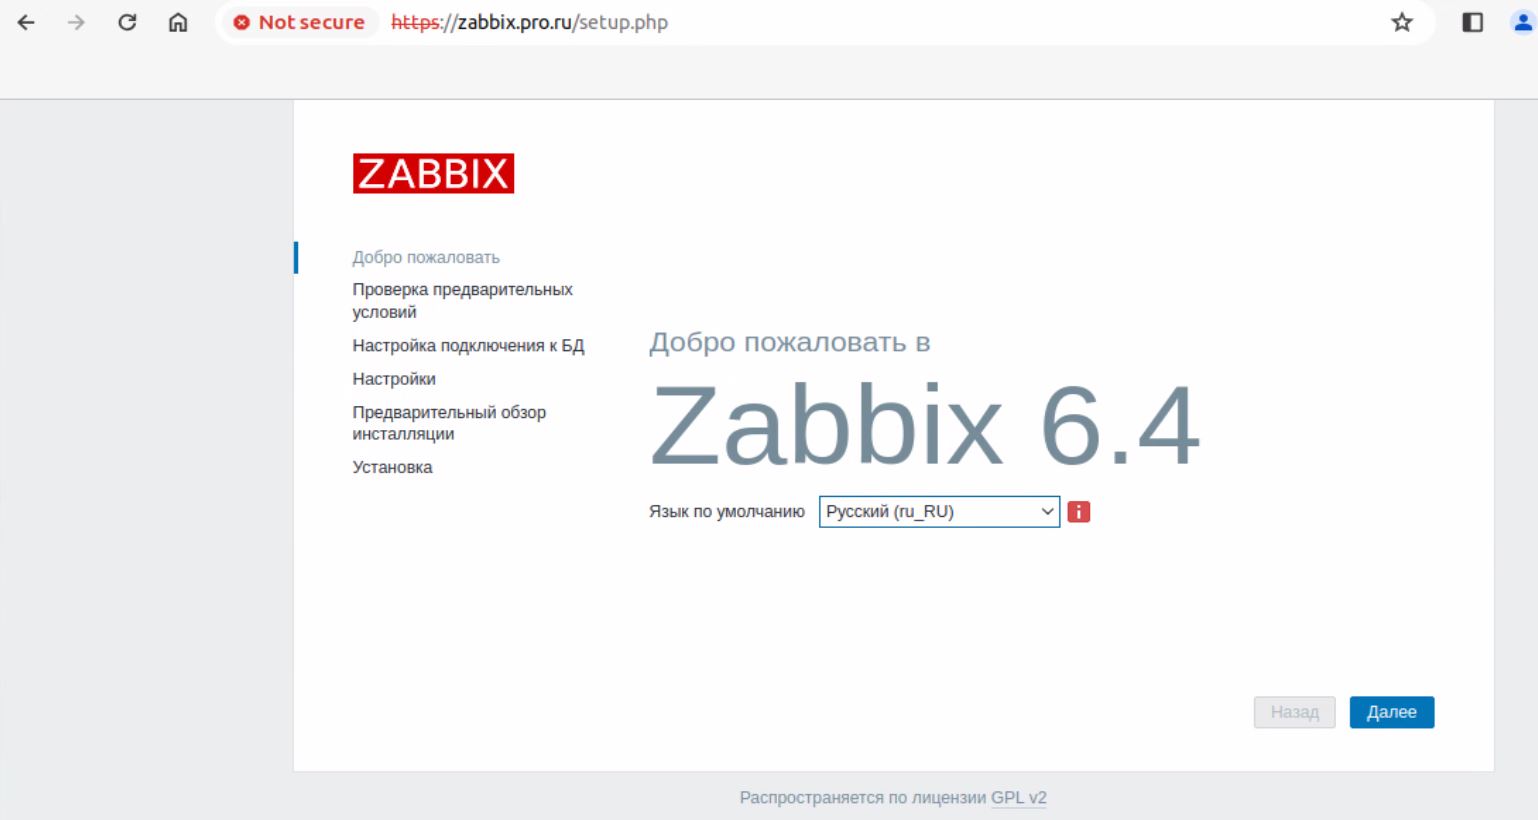 Not secure https://zabbix.pro.ru/setup.php
ZABBIX
Добро пожаловать
Проверка предварительных
условий
Настройка подключения к БД
Настройки
Предварительный обзор
инсталляции
Установка
Добро пожаловать в
Zabbix 6.4
Язык по умолчанию Русский (ru_RU) i
Назад Далее
Распространяется по лицензии GPL v2